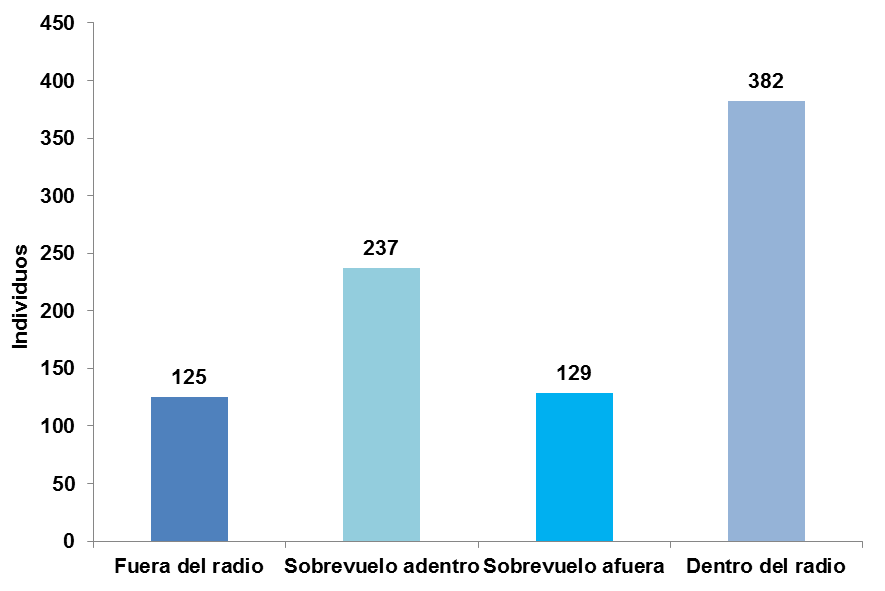 450
400
350
300
250
200
150
100
50
0
Individuos
125
237
129
382
Fuera del radio
Sobrevuelo adentro
Sobrevuelo afuera
Dentro del radio